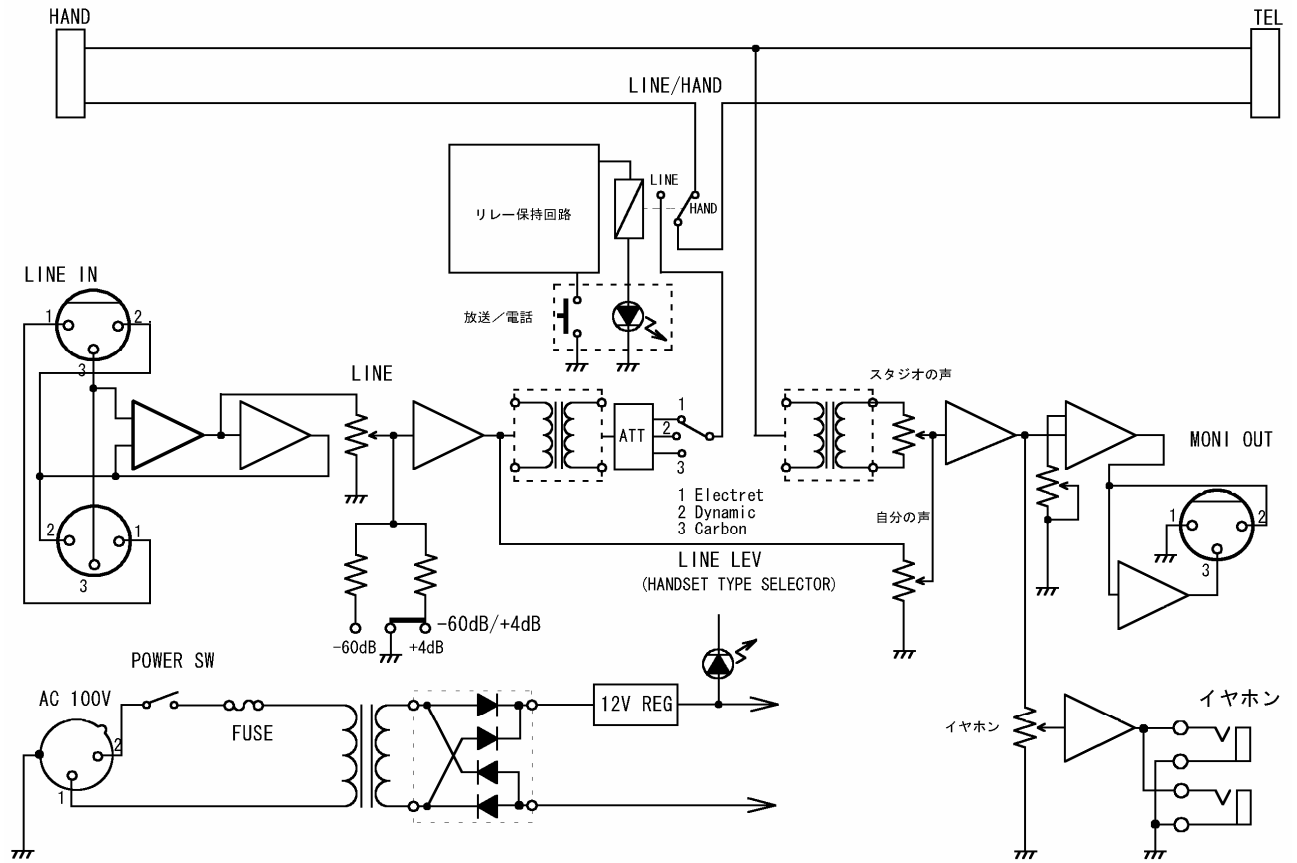 HAND
TEL
LINE/HAND
LINE
HAND
リレー保持回路
LINE IN
1
2
3
放送／電話
LINE
スタジオの声
ATT
1
2
3
MONI OUT
1 Electret
2 Dynamic
3 Carbon
自分の声
1
2
3
2
1
3
LINE LEV
(HANDSET TYPE SELECTOR)
-60dB/+4dB
-60dB
+4dB
POWER SW
AC 100V
2
1
FUSE
12V REG
イヤホン
イヤホン